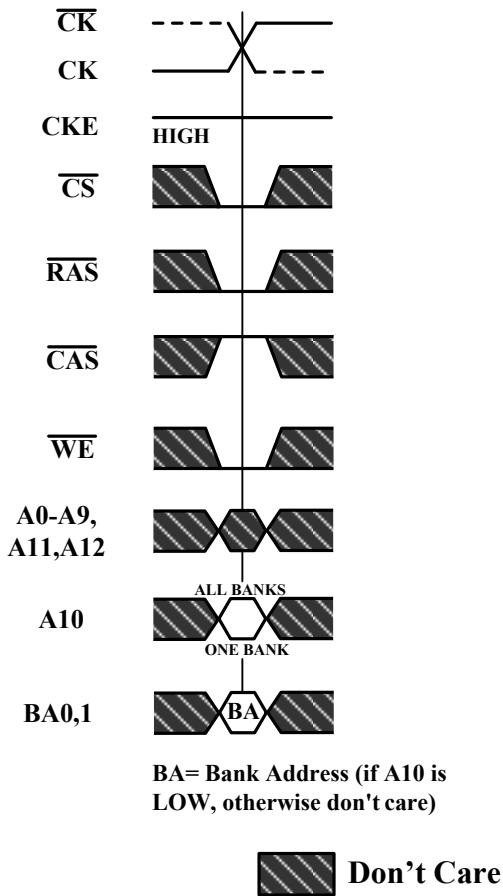 CK
CK
CKE
HIGH
CS
RAS
CAS
WE
A0-A9,
A11,A12
ALL BANKS
A10
ONE BANK
BA0,1
BA
BA= Bank Address (if A10 is
LOW, otherwise don't care)
Don’t Care